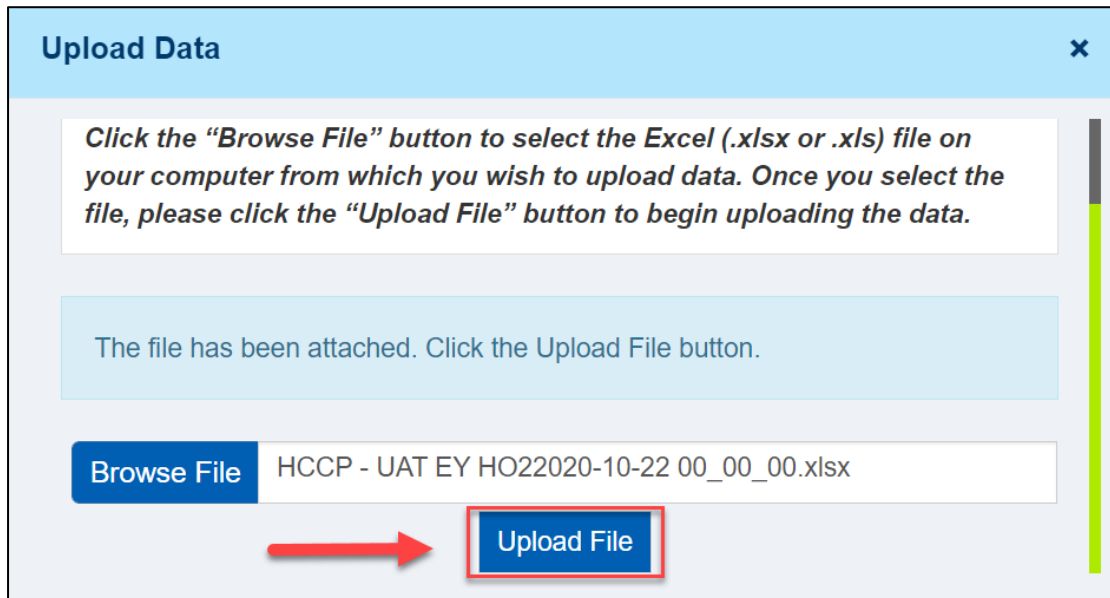 Upload Data
×
Click the “Browse File” button to select the Excel (.xlsx or .xls) file on
your computer from which you wish to upload data. Once you select the
file, please click the “Upload File” button to begin uploading the data.
The file has been attached. Click the Upload File button.
Browse File HCCP - UAT EY HO22020-10-22 00_00_00.xlsx
Upload File